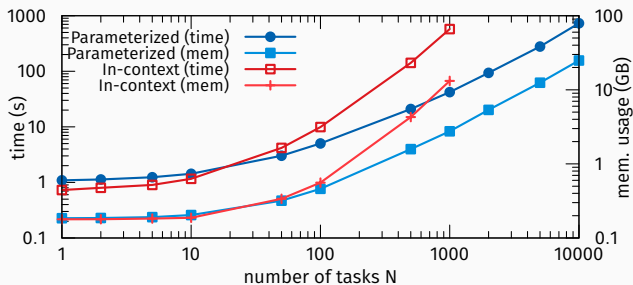 1000
100
10
1
0.1
time (s)
Parameterized (time)
Parameterized (mem)
In-context (time)
In-context (mem)
100
10
1
0.1
mem. usage (GB)
1
10
100
1000
10000
number of tasks N